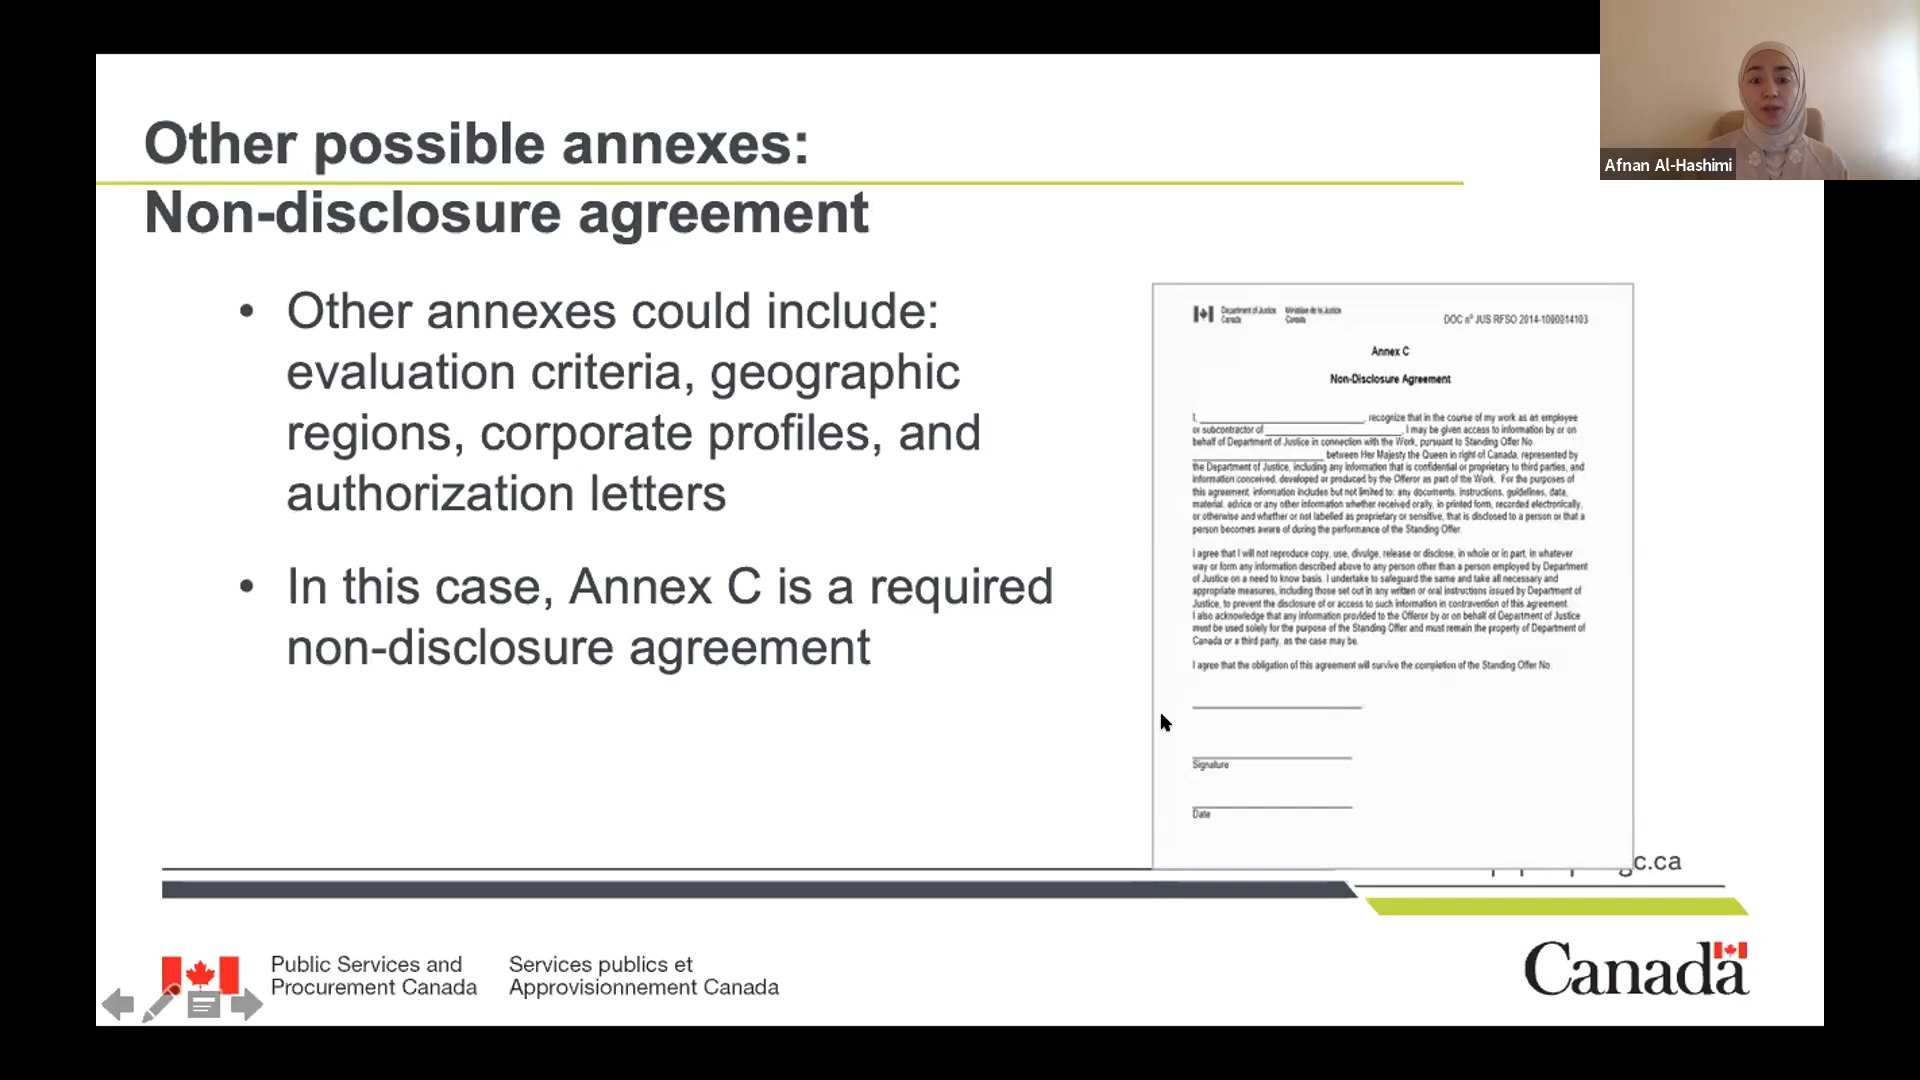 Other possible annexes:
Non-disclosure agreement
• Other annexes could include:
evaluation criteria, geographic
regions, corporate profiles, and
authorization letters
• In this case, Annex C is a required
non-disclosure agreement
Afnan Al-Hashimi
Department of Justice Ministère de la Justice
Canada Canada
DOC nº JUS RFSO 2014-1000014103
Annex C
Non-Disclosure Agreement
I, ____________________, recognize that in the course of my work as an employee
or subcontractor of ____________________, I may be given access to information by or on
behalf of Department of Justice in connection with the Work, pursuant to Standing Offer No.
____________________ between Her Majesty the Queen in right of Canada, represented by
the Department of Justice, including any information that is confidential or proprietary to third parties, and
information conceived, developed or produced by the Offeror as part of the Work. For the purposes of
this agreement, information includes but not limited to: any documents, instructions, guidelines, data,
material, advice or any other information whether received orally, in printed form, recorded electronically,
or otherwise and whether or not labelled as proprietary or sensitive, that is disclosed to a person or that a
person becomes aware of during the performance of the Standing Offer.
I agree that I will not reproduce copy, use, divulge, release or disclose, in whole or in part, in whatever
way or form any information described above to any person other than a person employed by Department
of Justice on a need to know basis. I undertake to safeguard the same and take all necessary and
appropriate measures, including those set out in any written or oral instructions issued by Department of
Justice, to prevent the disclosure of or access to such information in contravention of this agreement.
I also acknowledge that any information provided to the Offeror by or on behalf of Department of Justice
must be used solely for the purpose of the Standing Offer and must remain the property of Department of
Canada or a third party, as the case may be.
I agree that the obligation of this agreement will survive the completion of the Standing Offer No.
Signature
Date
c.ca
Public Services and Services publics et
Procurement Canada Approvisionnement Canada
Canada